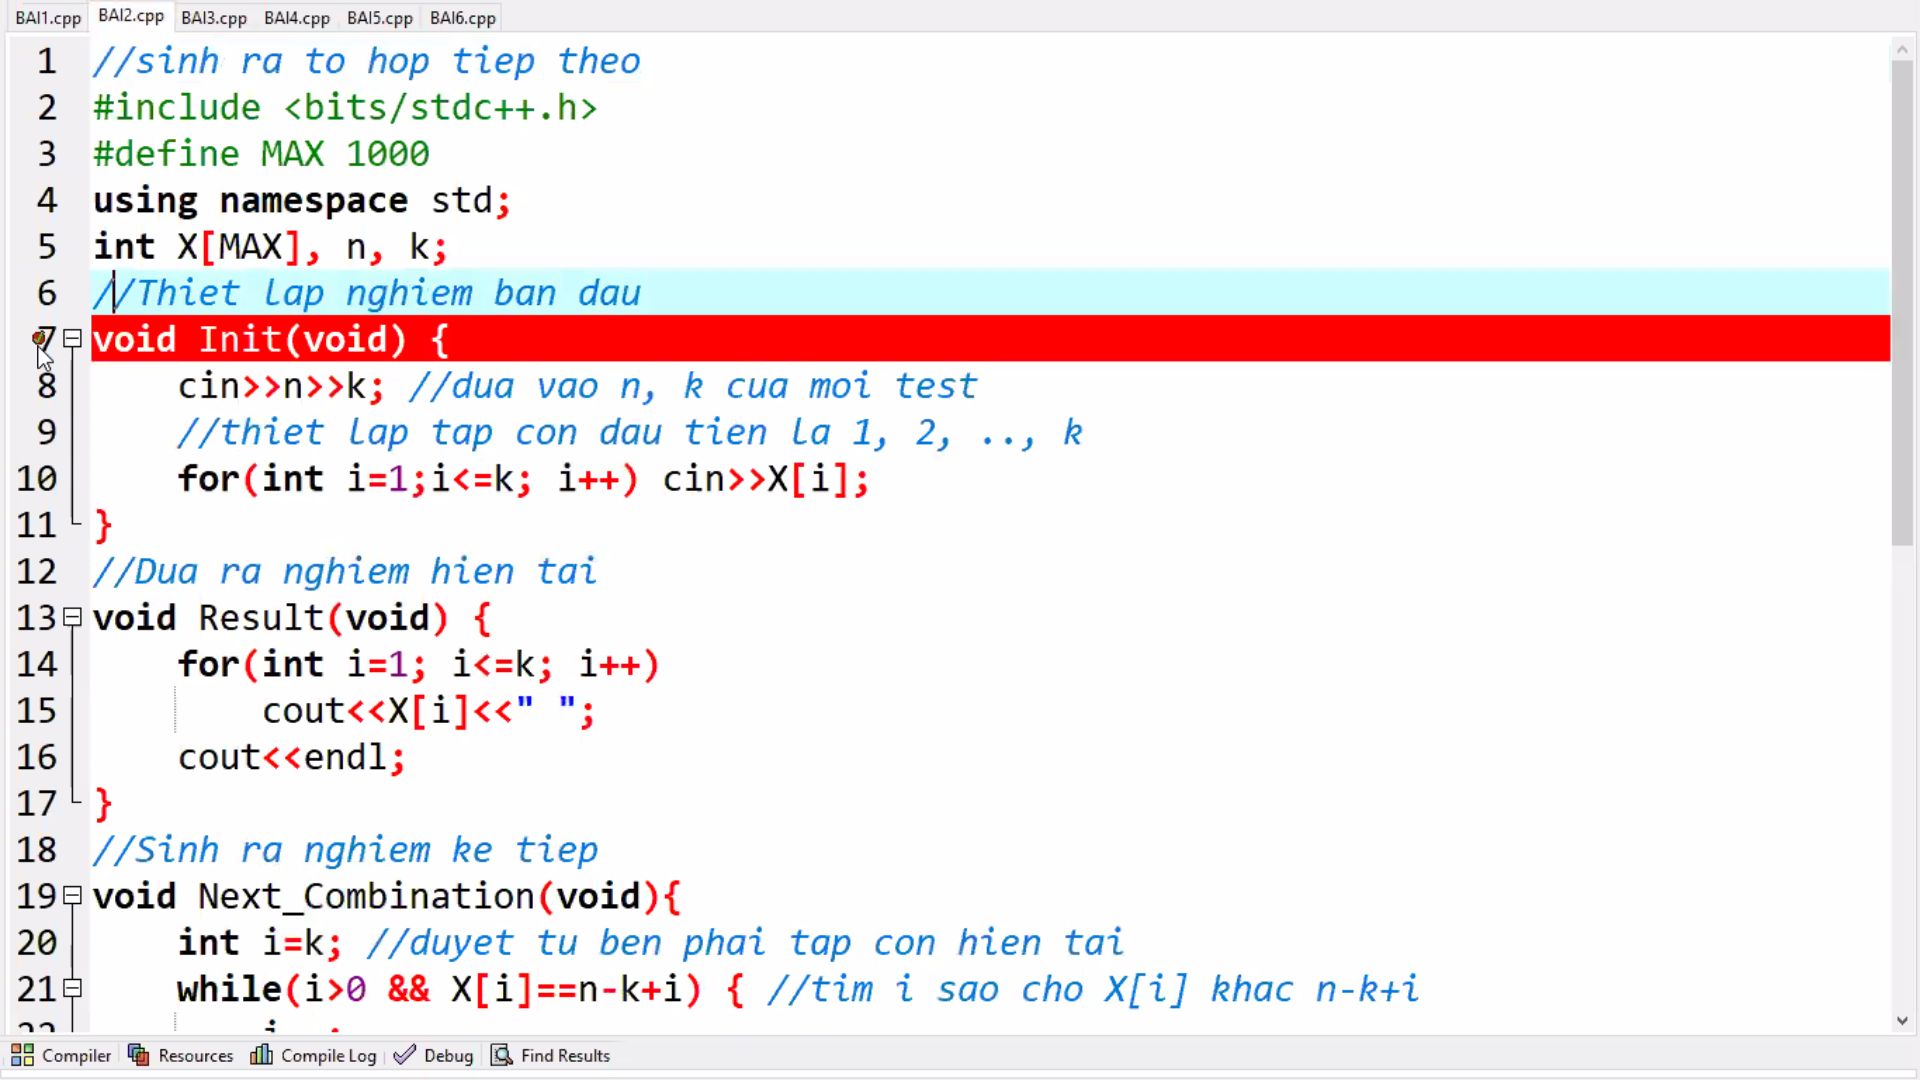 BAI1.cpp BAI2.cpp BAI3.cpp BAI4.cpp BAI5.cpp BAI6.cpp
1 //sinh ra to hop tiep theo
2 #include <bits/stdc++.h>
3 #define MAX 1000
4 using namespace std;
5 int X[MAX], n, k;
6 //Thiet lap nghiem ban dau
7 void Init(void) {
8 cin>>n>>k; //dua vao n, k cua moi test
9 //thiet lap tap con dau tien la 1, 2, .., k
10 for(int i=1;i<=k; i++) cin>>X[i];
11 }
12 //Dua ra nghiem hien tai
13 void Result(void) {
14 for(int i=1; i<=k; i++)
15 cout<<X[i]<<" ";
16 cout<<endl;
17 }
18 //Sinh ra nghiem ke tiep
19 void Next_Combination(void){
20 int i=k; //duyet tu ben phai tap con hien tai
21 while(i>0 && X[i]==n-k+i) { //tim i sao cho X[i] khac n-k+i
Compiler Resources Compile Log Debug Find Results